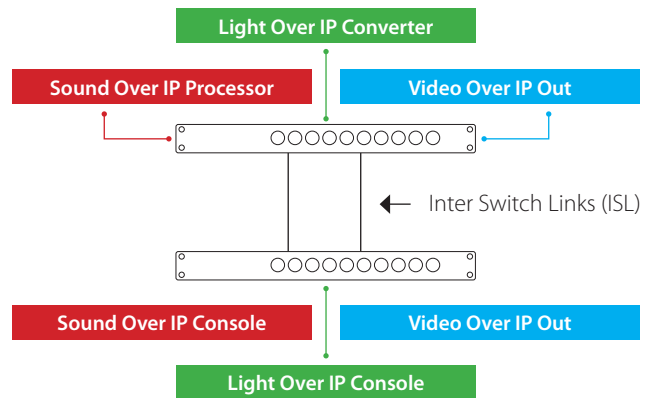 Light Over IP Converter
Sound Over IP Processor
Video Over IP Out
Inter Switch Links (ISL)
Sound Over IP Console
Video Over IP Out
Light Over IP Console